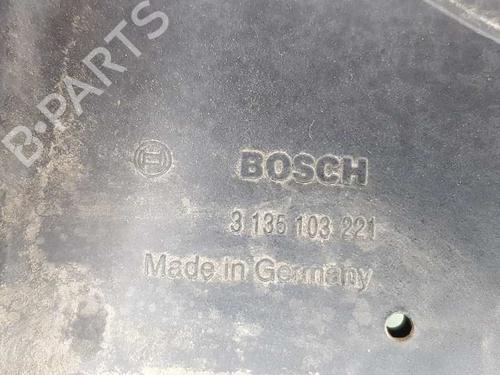 B-PARTS
BOSCH
3 135 103 221
Made in Germany